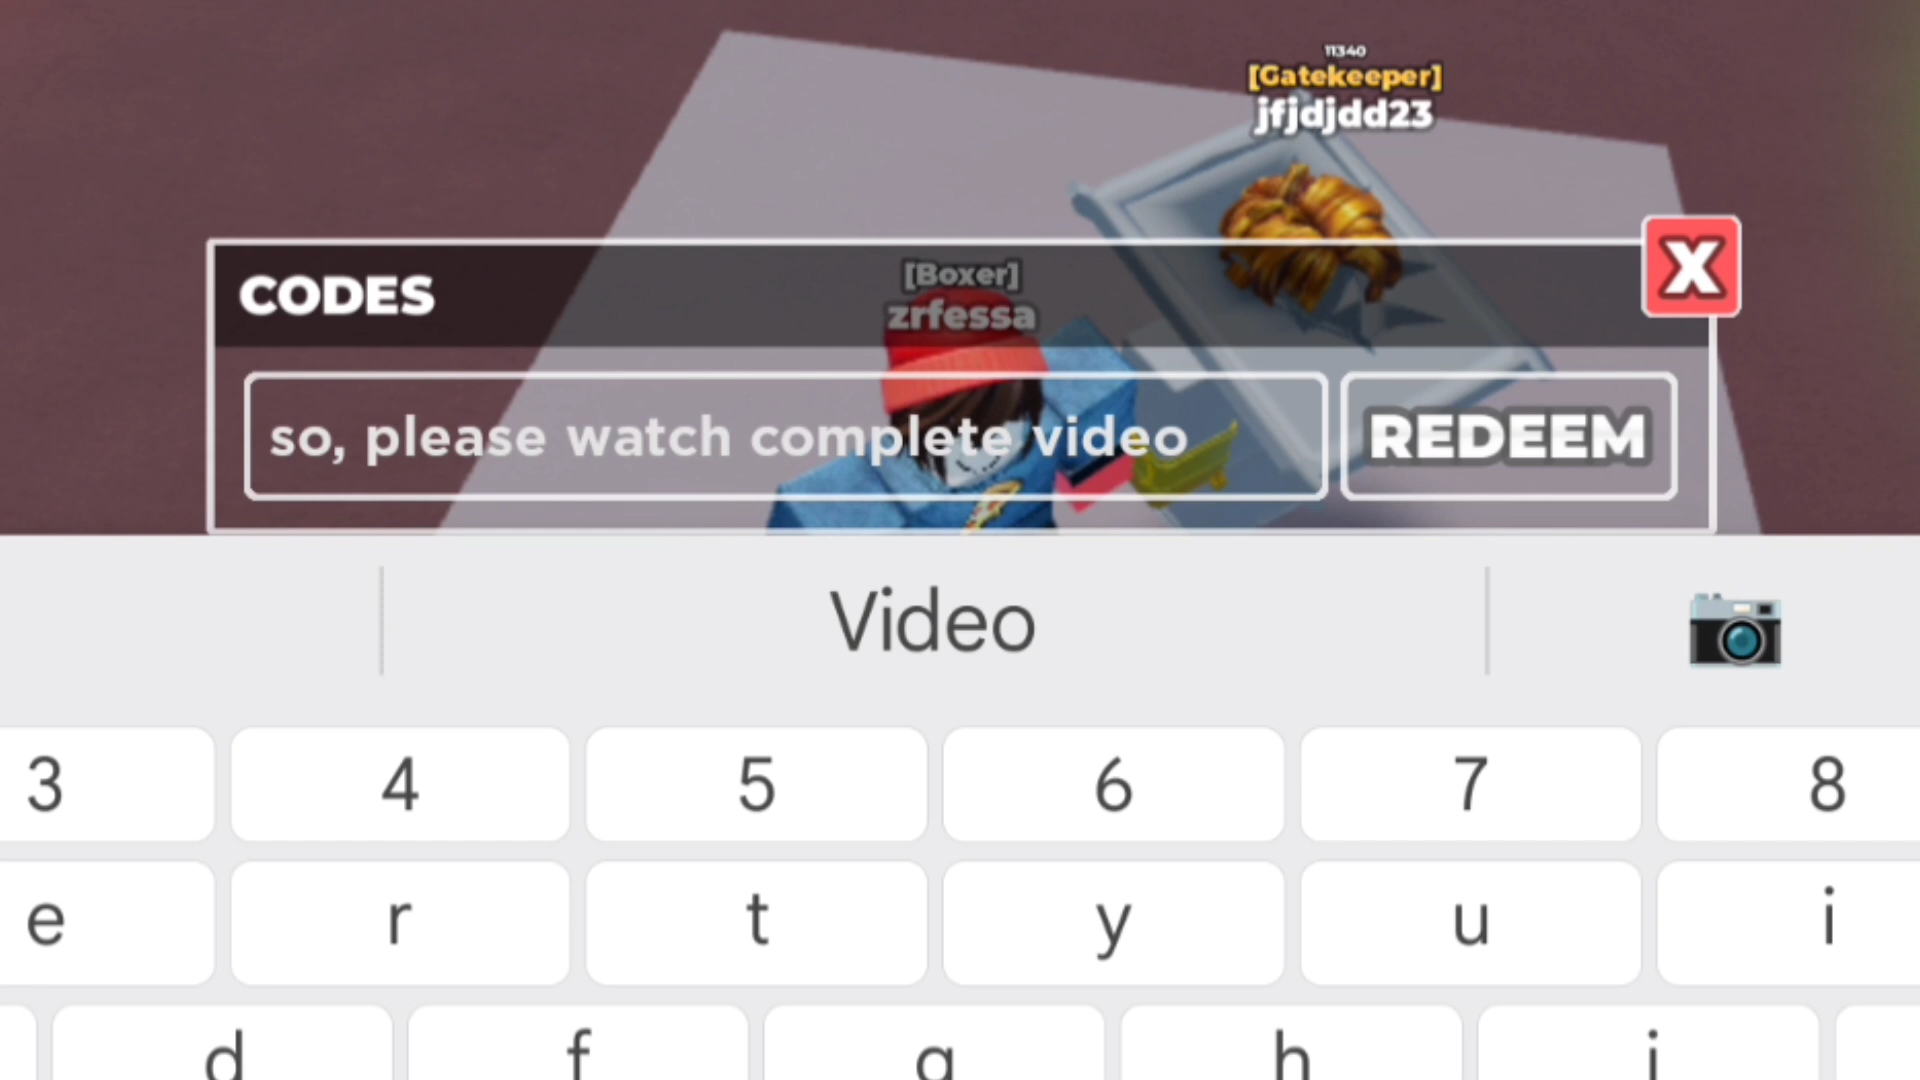 11340
[Gatekeeper]
jfjdjdd23
CODES
X
[Boxer]
zrfessa
so, please watch complete video
REDEEM
Video
3 4 5 6 7 8
e r t y u i
d f g h j